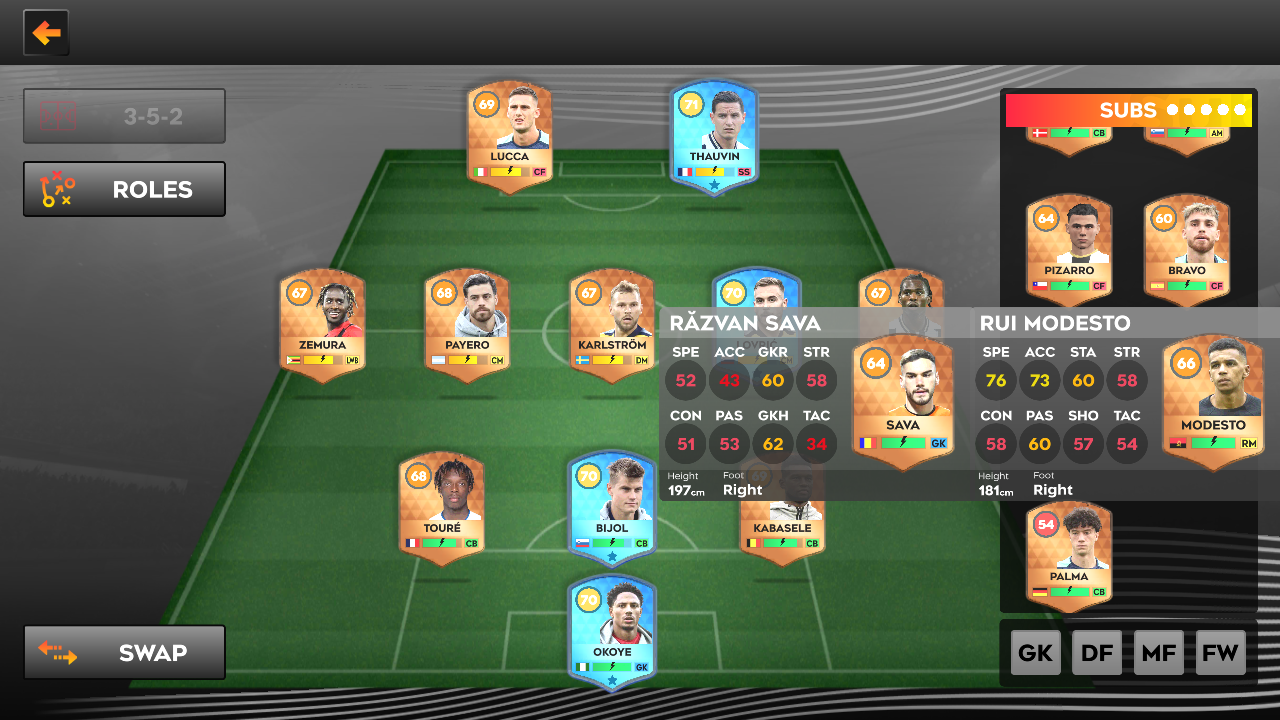 3-5-2
ROLES
69
LUCCA
CF
71
THAUVIN
SS
SUBS
CB
AM
64
PIZARRO
CF
60
BRAVO
CF
67
ZEMURA
LWB
68
PAYERO
CM
67
KARLSTRÖM
DM
70
LOVRIC
67
RĂZVAN SAVA
SPE ACC GKR STR
52 43 60 58
CON PAS GKH TAC
51 53 62 34
Height Foot
197cm Right
64
SAVA
GK
RUI MODESTO
SPE ACC STA STR
76 73 60 58
CON PAS SHO TAC
58 60 57 54
Height Foot
181cm Right
66
MODESTO
RM
68
TOURÉ
CB
70
BIJOL
CB
KABASELE
CB
54
PALMA
CB
70
OKOYE
GK
SWAP
GK DF MF FW